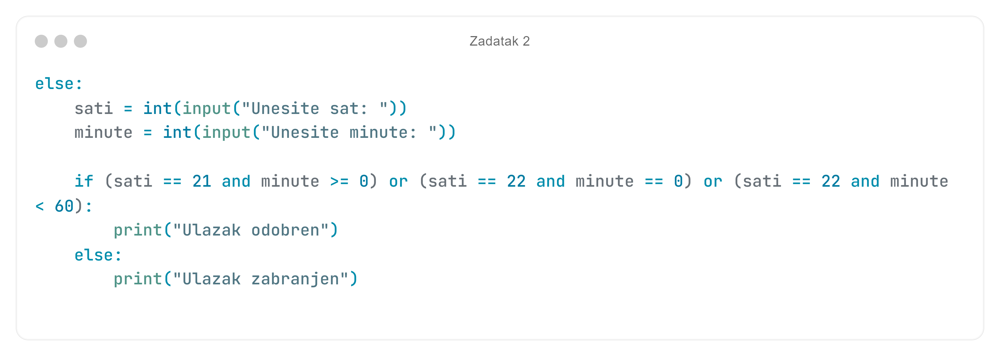 Zadatak 2
else:
    sati = int(input("Unesite sat: "))
    minute = int(input("Unesite minute: "))

    if (sati == 21 and minute >= 0) or (sati == 22 and minute == 0) or (sati == 22 and minute
< 60):
        print("Ulazak odobren")
    else:
        print("Ulazak zabranjen")